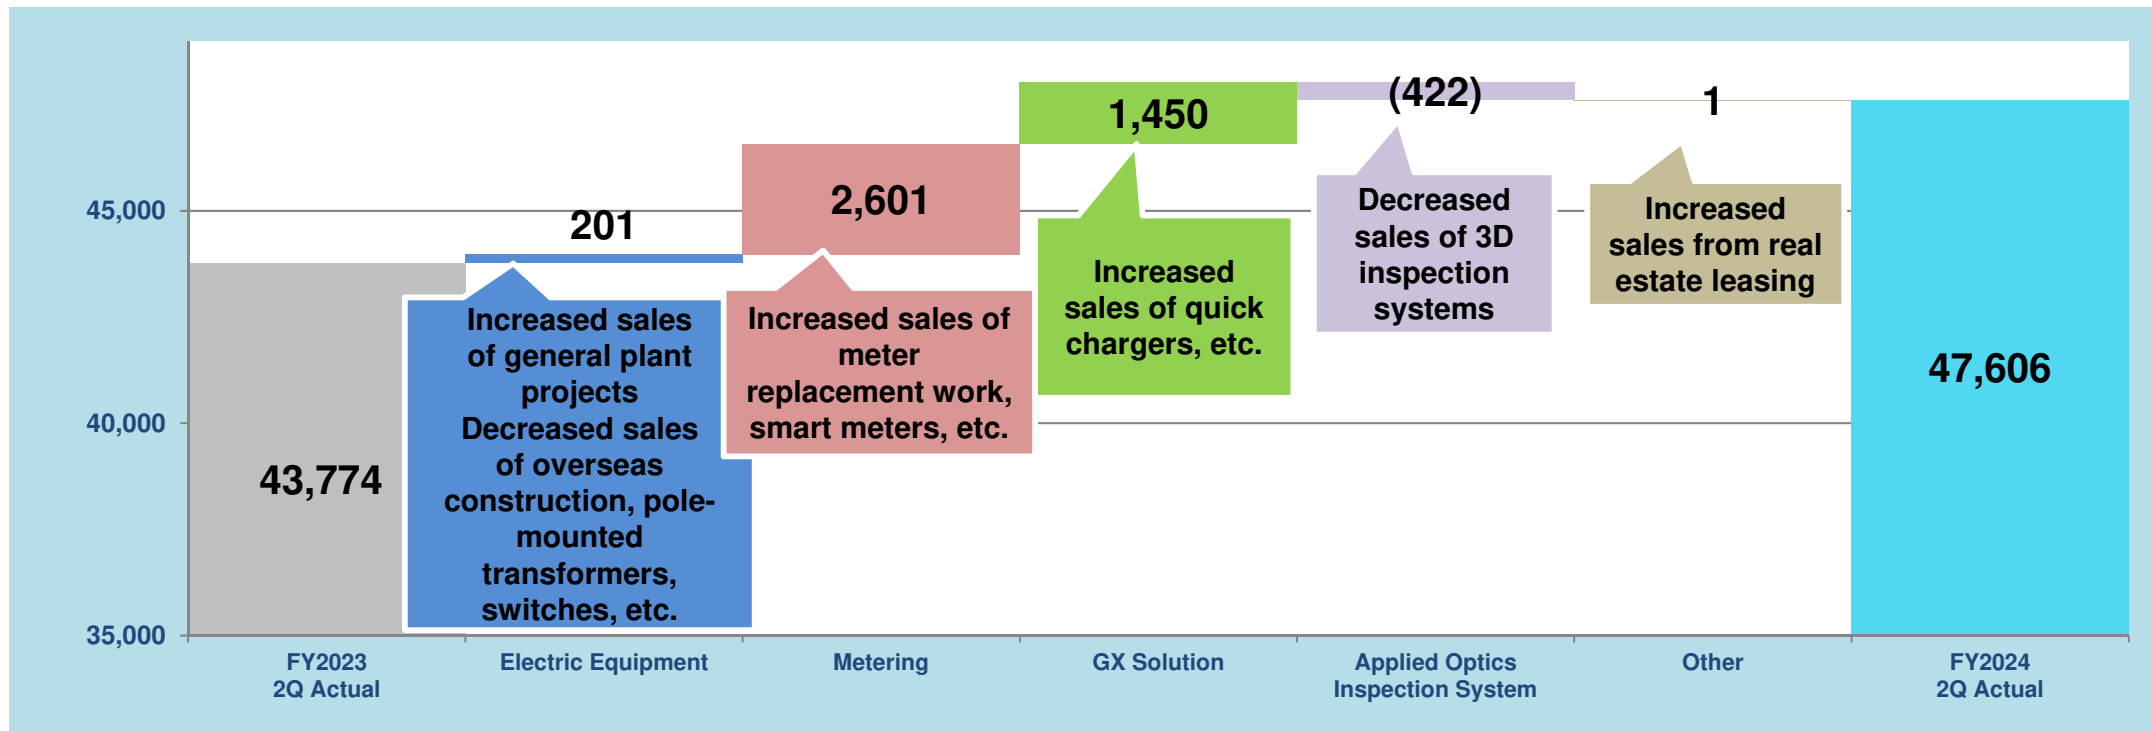 45,000
40,000
35,000
43,774
201
2,601
1,450
(422)
1
47,606
Increased sales
of general plant
projects
Decreased sales
of overseas
construction, pole-
mounted
transformers,
switches, etc.
Increased sales of
meter
replacement work,
smart meters, etc.
Increased
sales of quick
chargers, etc.
Decreased
sales of 3D
inspection
systems
Increased
sales from real
estate leasing
FY2023
2Q Actual
Electric Equipment
Metering
GX Solution
Applied Optics
Inspection System
Other
FY2024
2Q Actual